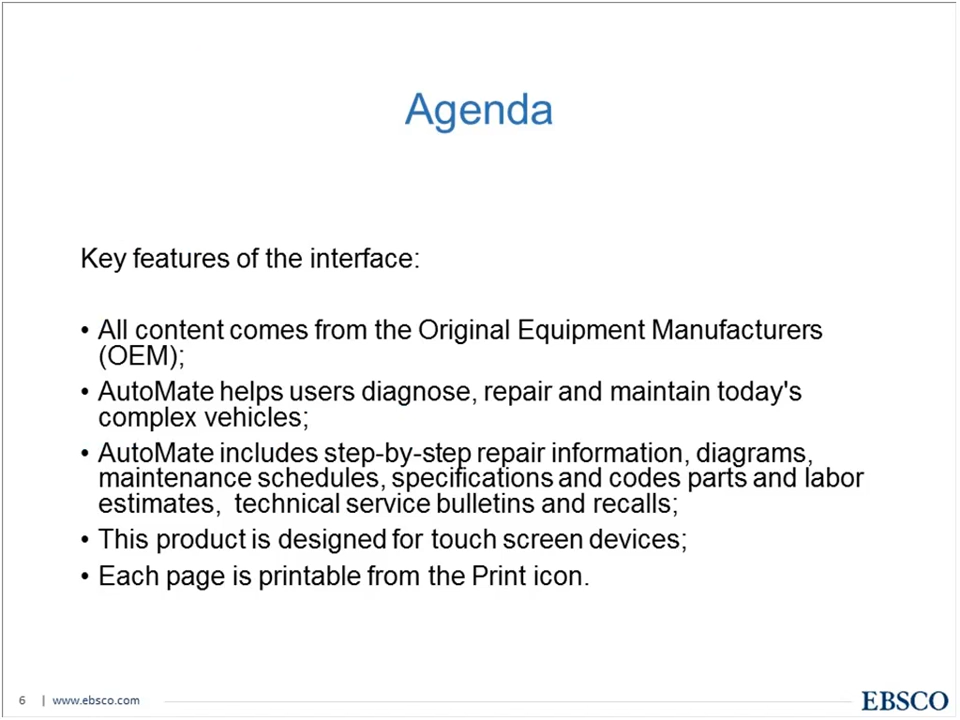 Agenda
Key features of the interface:
• All content comes from the Original Equipment Manufacturers
(OEM);
• AutoMate helps users diagnose, repair and maintain today's
complex vehicles;
• AutoMate includes step-by-step repair information, diagrams,
maintenance schedules, specifications and codes parts and labor
estimates,  technical service bulletins and recalls;
• This product is designed for touch screen devices;
• Each page is printable from the Print icon.
6 | www.ebsco.com
EBSCO